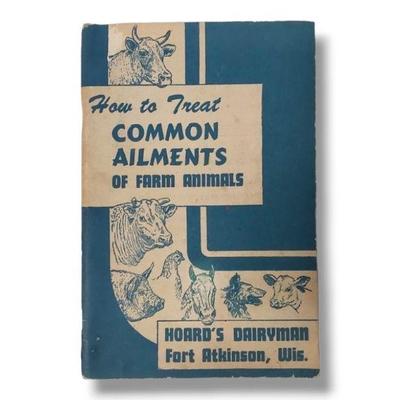 How to Treat
COMMON
AILMENTS
OF FARM ANIMALS
HOARD'S DAIRYMAN
Fort Atkinson, Wis.